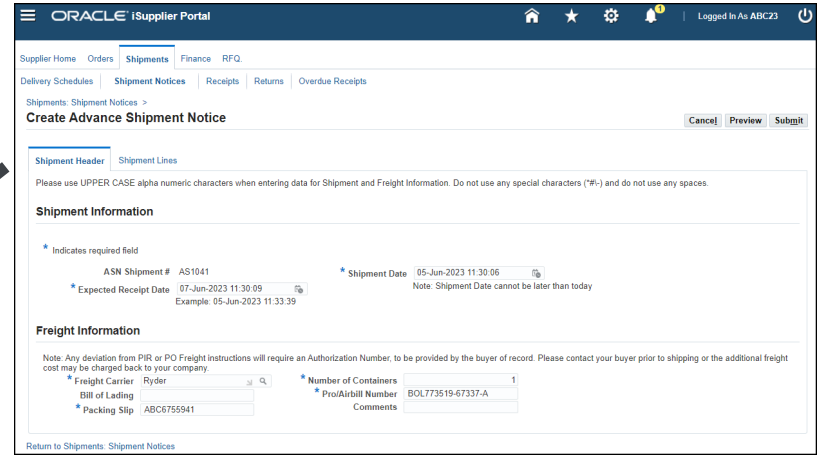 ORACLE iSupplier Portal 1 Logged In As ABC23
Supplier Home Orders Shipments Finance RFQ
Delivery Schedules Shipment Notices Receipts Returns Overdue Receipts
Shipments: Shipment Notices >
Create Advance Shipment Notice
Cancel Preview Submit
Shipment Header Shipment Lines
Please use UPPER CASE alpha numeric characters when entering data for Shipment and Freight Information. Do not use any special characters (*#\-) and do not use any spaces.
Shipment Information
* Indicates required field
ASN Shipment # AS1041 * Shipment Date 05-Jun-2023 11:30:06
* Expected Receipt Date 07-Jun-2023 11:30:09 Note: Shipment Date cannot be later than today
Example: 05-Jun-2023 11:33:39
Freight Information
Note: Any deviation from PIR or PO Freight instructions will require an Authorization Number, to be provided by the buyer of record. Please contact your buyer prior to shipping or the additional freight
cost may be charged back to your company.
* Freight Carrier Ryder * Number of Containers 1
Bill of Lading * Pro/Airbill Number BOL773519-67337-A
* Packing Slip ABC6755941 Comments
Return to Shipments: Shipment Notices